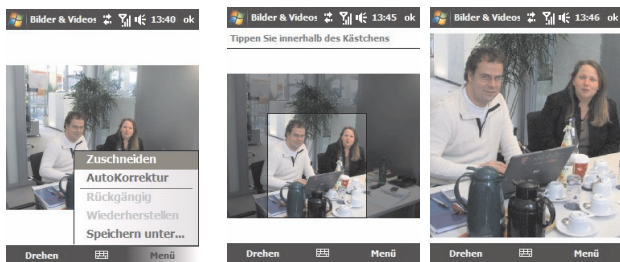 Bilder & Videos 13:40 ok
Zuschneiden
AutoKorrektur
Rückgängig
Wiederherstellen
Speichern unter...
Drehen Menü
Bilder & Videos 13:45 ok
Tippen Sie innerhalb des Kästchens
Drehen Menü
Bilder & Videos 13:46 ok
Drehen Menü